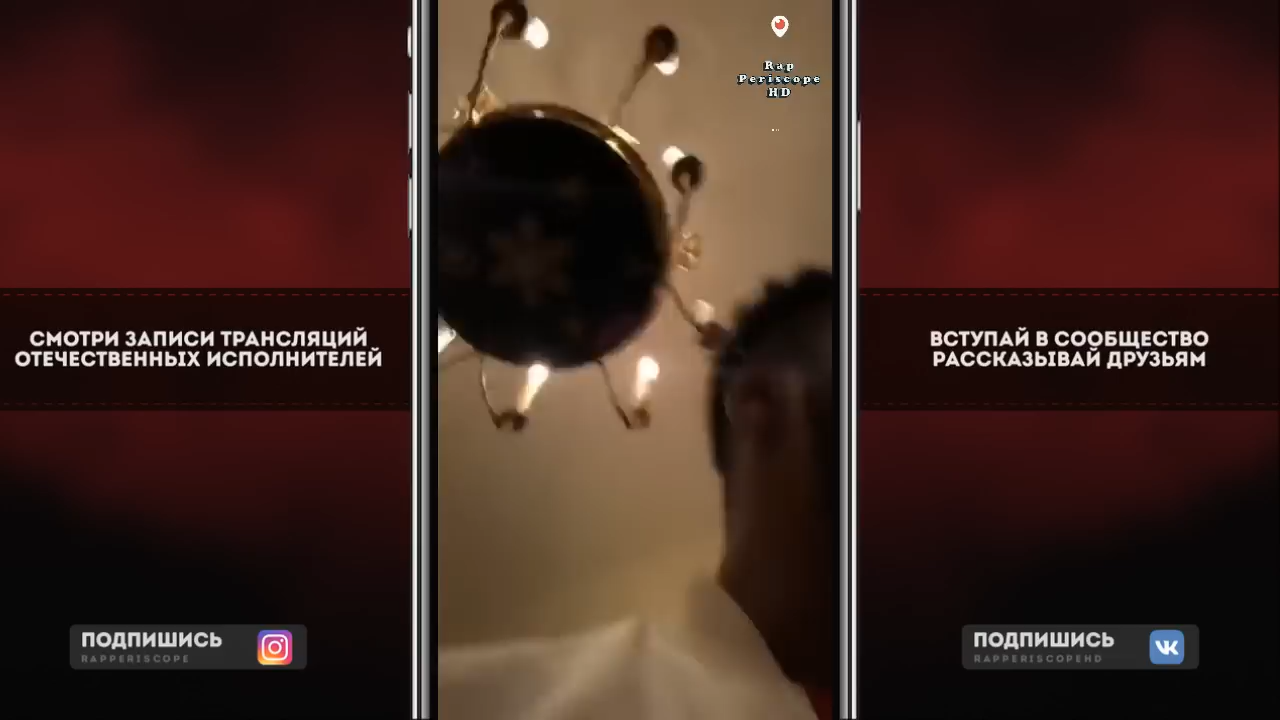 Rap
Periscope
HD
СМОТРИ ЗАПИСИ ТРАНСЛЯЦИЙ
ОТЕЧЕСТВЕННЫХ ИСПОЛНИТЕЛЕЙ
ВСТУПАЙ В СООБЩЕСТВО
РАССКАЗЫВАЙ ДРУЗЬЯМ
ПОДПИШИСЬ
RAPPERISCOPE
ПОДПИШИСЬ
RAPPERISCOPEHD